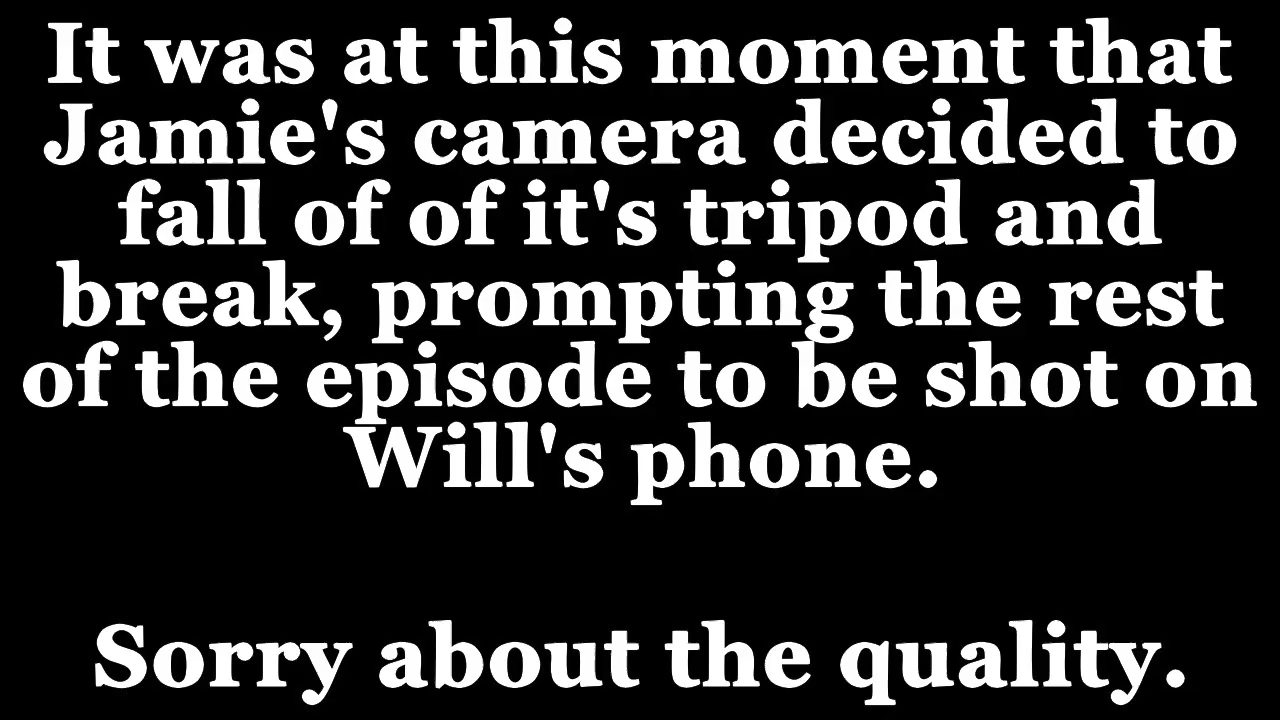 It was at this moment that
Jamie's camera decided to
fall of of it's tripod and
break, prompting the rest
of the episode to be shot on
Will's phone.
Sorry about the quality.